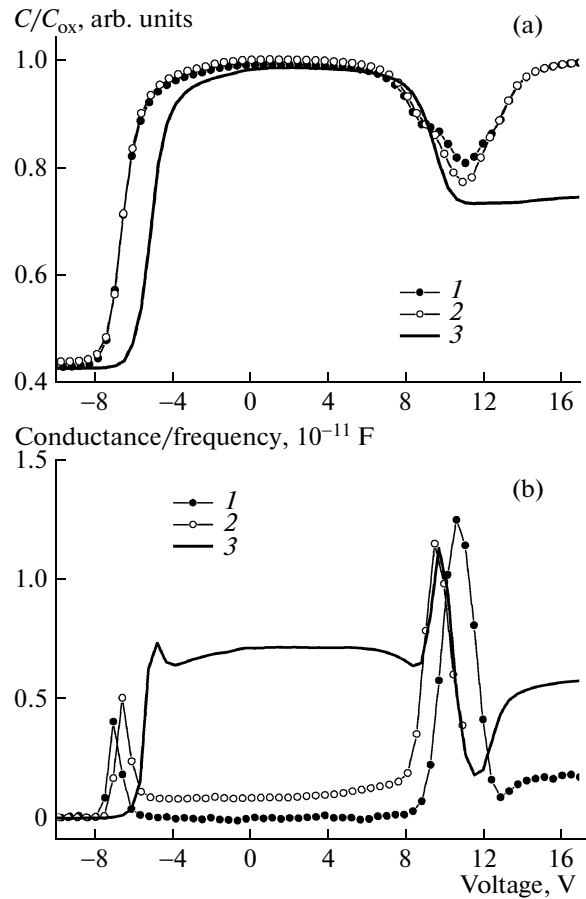 C/C_ox, arb. units
(a)
1.0
0.8
0.6
0.4
1
2
3
−8 −4 0 4 8 12 16
Conductance/frequency, 10⁻¹¹ F
1.5
(b)
1
2
3
1.0
0.5
0
−8 −4 0 4 8 12 16
Voltage, V